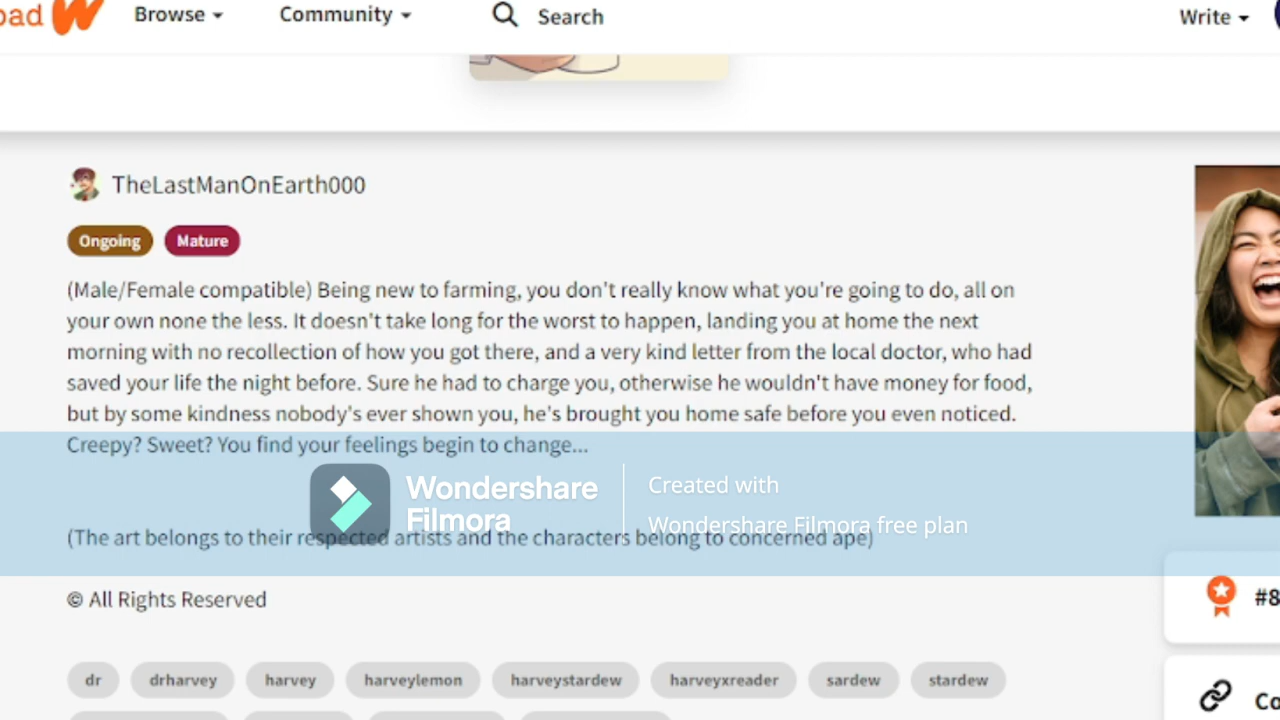 pad
Browse
Community
Search
Write
TheLastManOnEarth000
Ongoing
Mature
(Male/Female compatible) Being new to farming, you don't really know what you're going to do, all on
your own none the less. It doesn't take long for the worst to happen, landing you at home the next
morning with no recollection of how you got there, and a very kind letter from the local doctor, who had
saved your life the night before. Sure he had to charge you, otherwise he wouldn't have money for food,
but by some kindness nobody's ever shown you, he's brought you home safe before you even noticed.
Creepy? Sweet? You find your feelings begin to change...
Wondershare
Filmora
Created with
Wondershare Filmora free plan
(The art belongs to their respected artists and the characters belong to concerned ape)
© All Rights Reserved
#8
dr
drharvey
harvey
harveylemon
harveystardew
harveyxreader
sardew
stardew
Co